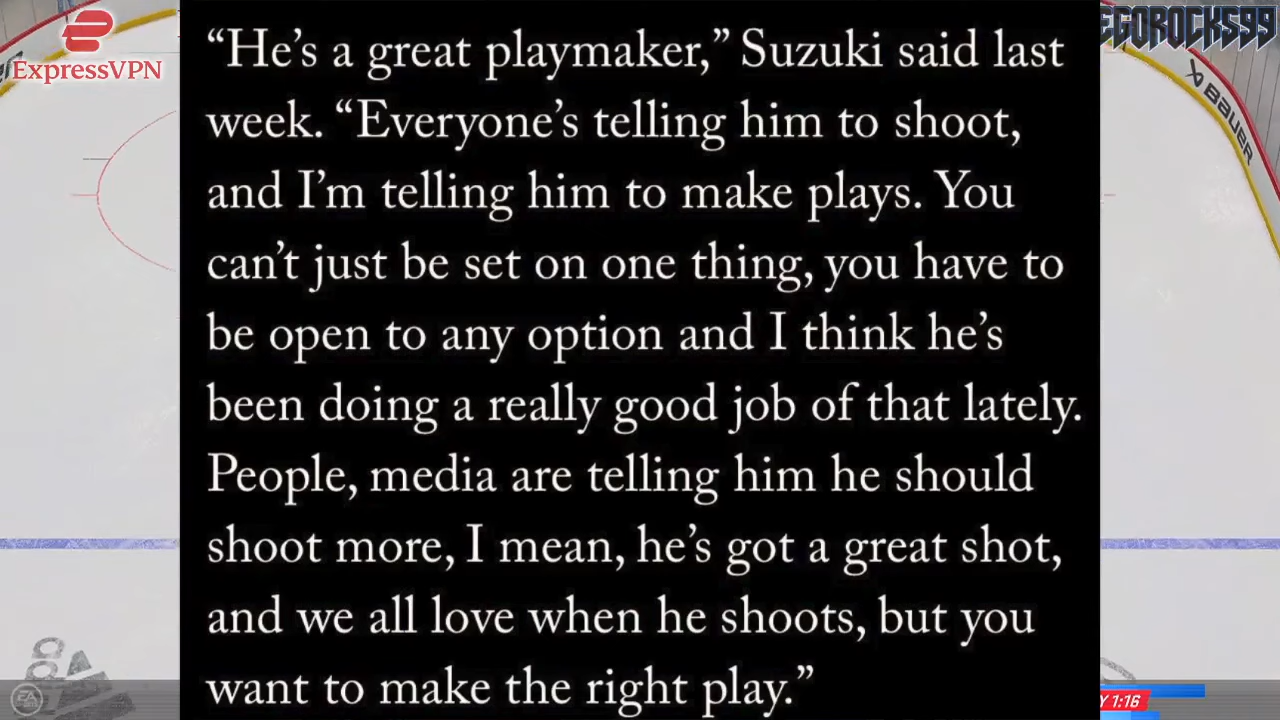 ExpressVPN
EGOROCKS99
BAUER
“He’s a great playmaker,” Suzuki said last
week. “Everyone’s telling him to shoot,
and I’m telling him to make plays. You
can’t just be set on one thing, you have to
be open to any option and I think he’s
been doing a really good job of that lately.
People, media are telling him he should
shoot more, I mean, he’s got a great shot,
and we all love when he shoots, but you
want to make the right play.”
EA
Y 1:16